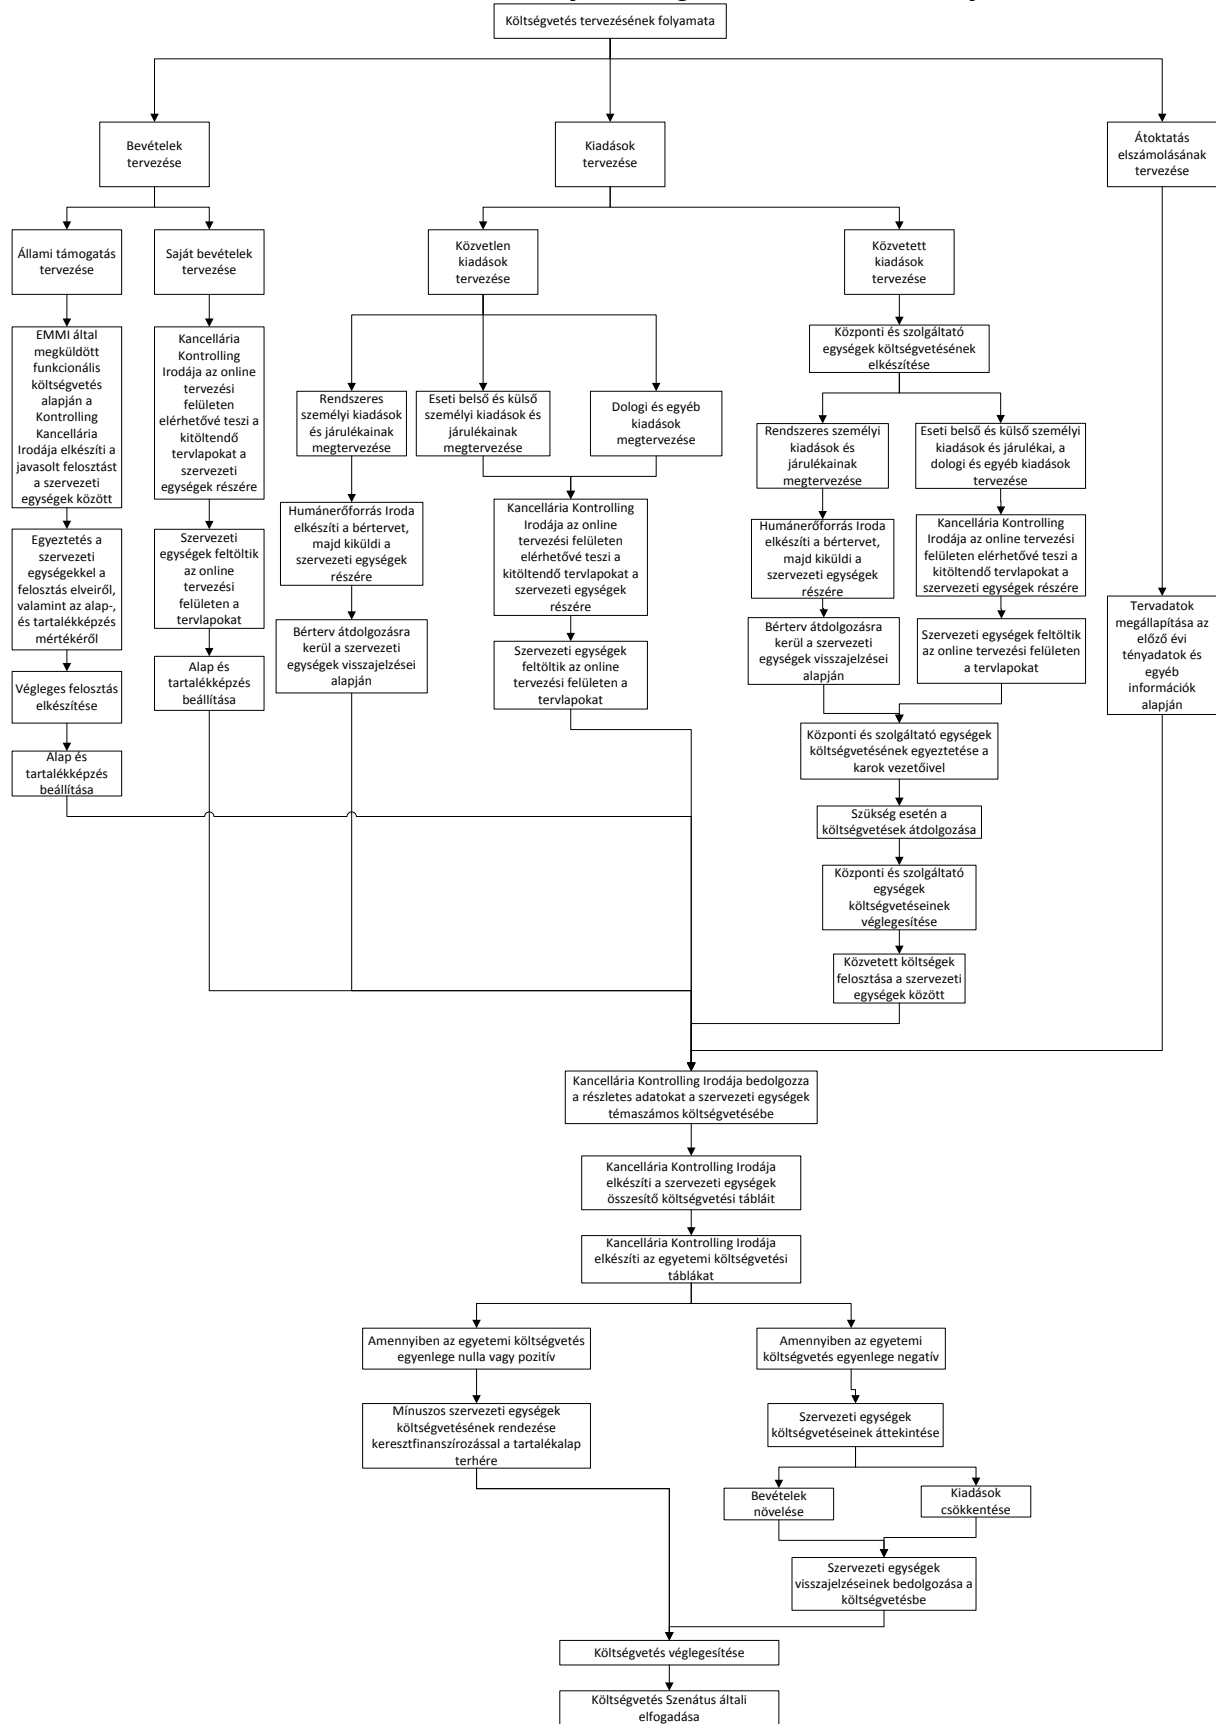 Költségvetés tervezésének folyamata
Bevételek
tervezése
Kiadások
tervezése
Átoktatás
elszámolásának
tervezése
Állami támogatás
tervezése
Saját bevételek
tervezése
Közvetlen
kiadások
tervezése
Közvetett
kiadások
tervezése
EMMI által
megküldött
funkcionális
költségvetés
alapján a
Kontrolling
Kancellária
Irodája elkészíti a
javasolt felosztást
a szervezeti
egységek között
Kancellária
Kontrolling
Irodája az online
tervezési
felületen
elérhetővé teszi a
kitöltendő
tervlapokat a
szervezeti
egységek részére
Központi és szolgáltató
egységek költségvetésének
elkészítése
Rendszeres
személyi kiadások
és járulékainak
megtervezése
Eseti belső és külső
személyi kiadások és
járulékainak
megtervezése
Dologi és egyéb
kiadások
megtervezése
Rendszeres személyi
kiadások és
járulékainak
megtervezése
Eseti belső és külső személyi
kiadások és járulékai, a
dologi és egyéb kiadások
tervezése
Humánerőforrás Iroda
elkészíti a bértervet,
majd kiküldi a
szervezeti egységek
részére
Kancellária Kontrolling
Irodája az online
tervezési felületen
elérhetővé teszi a
kitöltendő tervlapokat a
szervezeti egységek
részére
Humánerőforrás Iroda
elkészíti a bértervet,
majd kiküldi a
szervezeti egységek
részére
Kancellária Kontrolling
Irodája az online tervezési
felületen elérhetővé teszi a
kitöltendő tervlapokat a
szervezeti egységek részére
Egyeztetés a
szervezeti
egységekkel a
felosztás elveiről,
valamint az alap-,
és tartalékképzés
mértékéről
Szervezeti
egységek feltöltik
az online
tervezési
felületen a
tervlapokat
Tervadatok
megállapítása az
előző évi
tényadatok és
egyéb
információk
alapján
Bérterv átdolgozásra
kerül a szervezeti
egységek visszajelzései
alapján
Szervezeti egységek
feltöltik az online
tervezési felületen a
tervlapokat
Bérterv átdolgozásra
kerül a szervezeti
egységek visszajelzései
alapján
Szervezeti egységek feltöltik
az online tervezési felületen
a tervlapokat
Végleges felosztás
elkészítése
Alap és
tartalékképzés
beállítása
Alap és
tartalékképzés
beállítása
Központi és szolgáltató egységek
költségvetésének egyeztetése a
karok vezetőivel
Szükség esetén a
költségvetések átdolgozása
Központi és szolgáltató
egységek
költségvetéseinek
véglegesítése
Közvetett költségek
felosztása a szervezeti
egységek között
Kancellária Kontrolling Irodája bedolgozza
a részletes adatokat a szervezeti egységek
témaszámos költségvetésébe
Kancellária Kontrolling Irodája
elkészíti a szervezeti egységek
összesítő költségvetési tábláit
Kancellária Kontrolling Irodája
elkészíti az egyetemi költségvetési
táblákat
Amennyiben az egyetemi költségvetés
egyenlege nulla vagy pozitív
Amennyiben az egyetemi
költségvetés egyenlege negatív
Mínuszos szervezeti egységek
költségvetésének rendezése
keresztfinanszírozással a tartalékalap
terhére
Szervezeti egységek
költségvetéseinek áttekintése
Bevételek
növelése
Kiadások
csökkentése
Szervezeti egységek
visszajelzéseinek bedolgozása a
költségvetésbe
Költségvetés véglegesítése
Költségvetés Szenátus általi
elfogadása